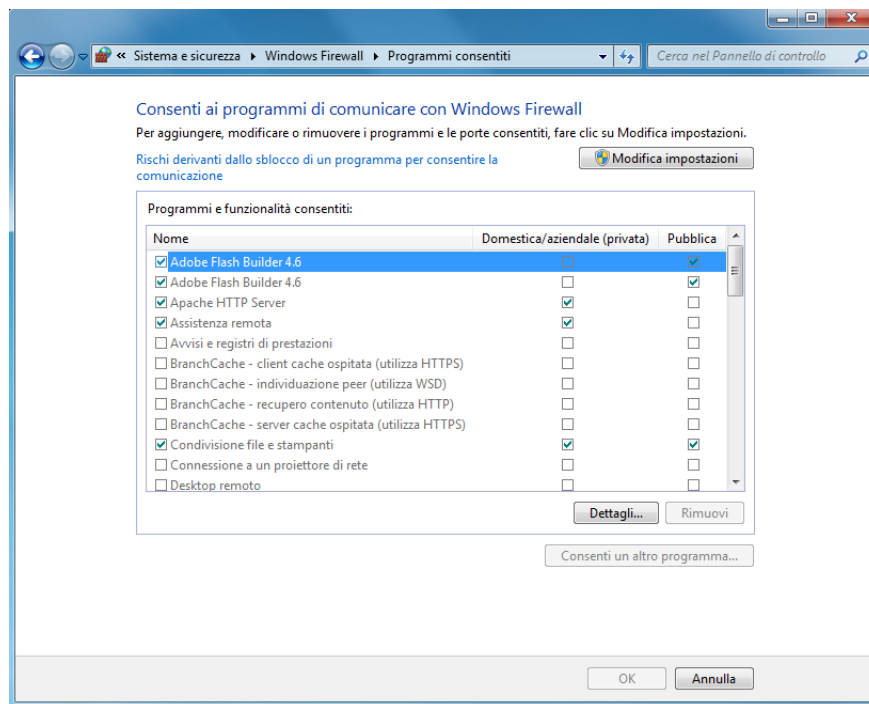 « Sistema e sicurezza ▸ Windows Firewall ▸ Programmi consentiti
Cerca nel Pannello di controllo
Consenti ai programmi di comunicare con Windows Firewall
Per aggiungere, modificare o rimuovere i programmi e le porte consentiti, fare clic su Modifica impostazioni.
Rischi derivanti dallo sblocco di un programma per consentire la
comunicazione
Modifica impostazioni
Programmi e funzionalità consentiti:
Nome Domestica/aziendale (privata) Pubblica
Adobe Flash Builder 4.6
Adobe Flash Builder 4.6
Apache HTTP Server
Assistenza remota
Avvisi e registri di prestazioni
BranchCache - client cache ospitata (utilizza HTTPS)
BranchCache - individuazione peer (utilizza WSD)
BranchCache - recupero contenuto (utilizza HTTP)
BranchCache - server cache ospitata (utilizza HTTPS)
Condivisione file e stampanti
Connessione a un proiettore di rete
Desktop remoto
Dettagli... Rimuovi
Consenti un altro programma...
OK Annulla